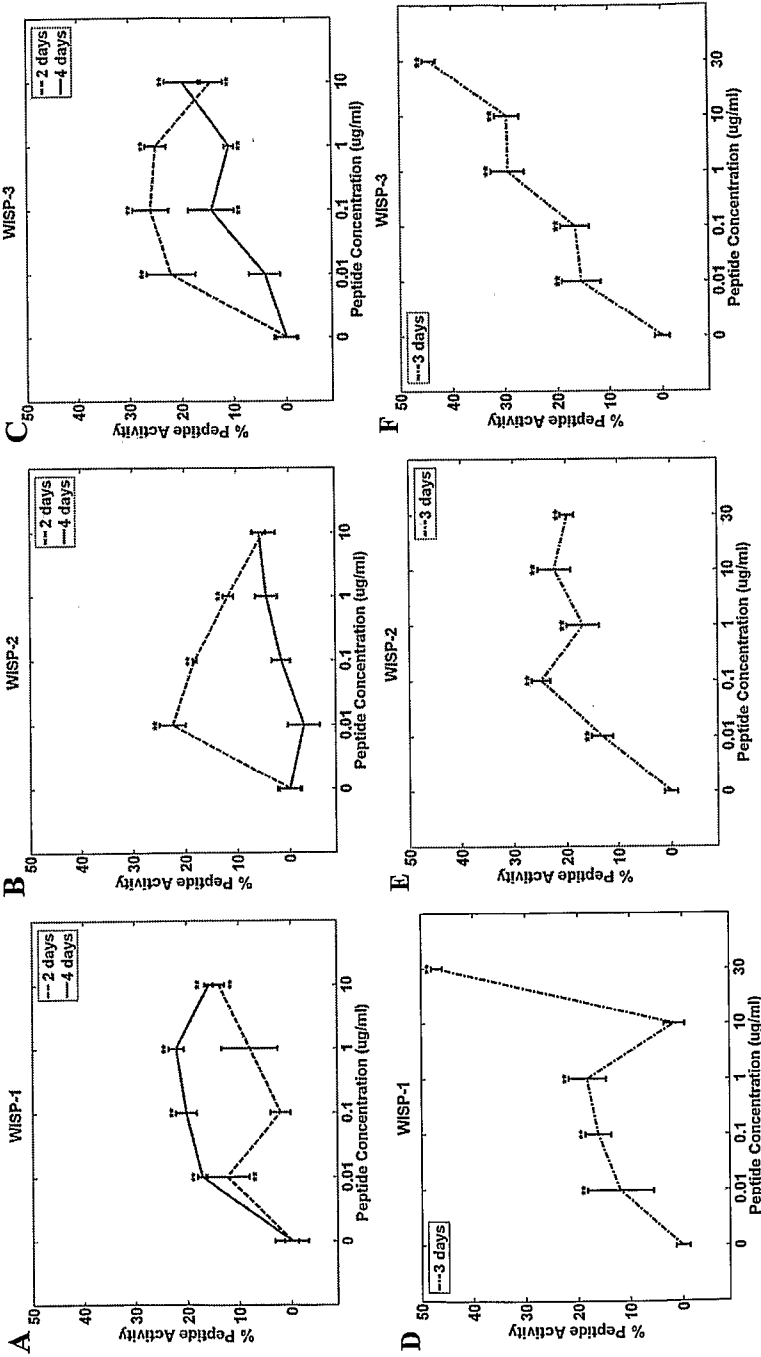 A
WISP-1
2 days
4 days
50
40
30
20
10
0
% Peptide Activity
** ** ** ** ** **
0 0.01 0.1 1 10
Peptide Concentration (ug/ml)
B
WISP-2
2 days
4 days
50
40
30
20
10
0
% Peptide Activity
** ** **
0 0.01 0.1 1 10
Peptide Concentration (ug/ml)
C
WISP-3
2 days
4 days
50
40
30
20
10
0
% Peptide Activity
** ** ** ** ** ** **
0 0.01 0.1 1 10
Peptide Concentration (ug/ml)
D
WISP-1
3 days
50
40
30
20
10
0
% Peptide Activity
** ** ** **
0 0.01 0.1 1 10 30
Peptide Concentration (ug/ml)
E
WISP-2
3 days
50
40
30
20
10
0
% Peptide Activity
** ** ** ** **
0 0.01 0.1 1 10 30
Peptide Concentration (ug/ml)
F
WISP-3
3 days
50
40
30
20
10
0
% Peptide Activity
** ** ** ** **
0 0.01 0.1 1 10 30
Peptide Concentration (ug/ml)